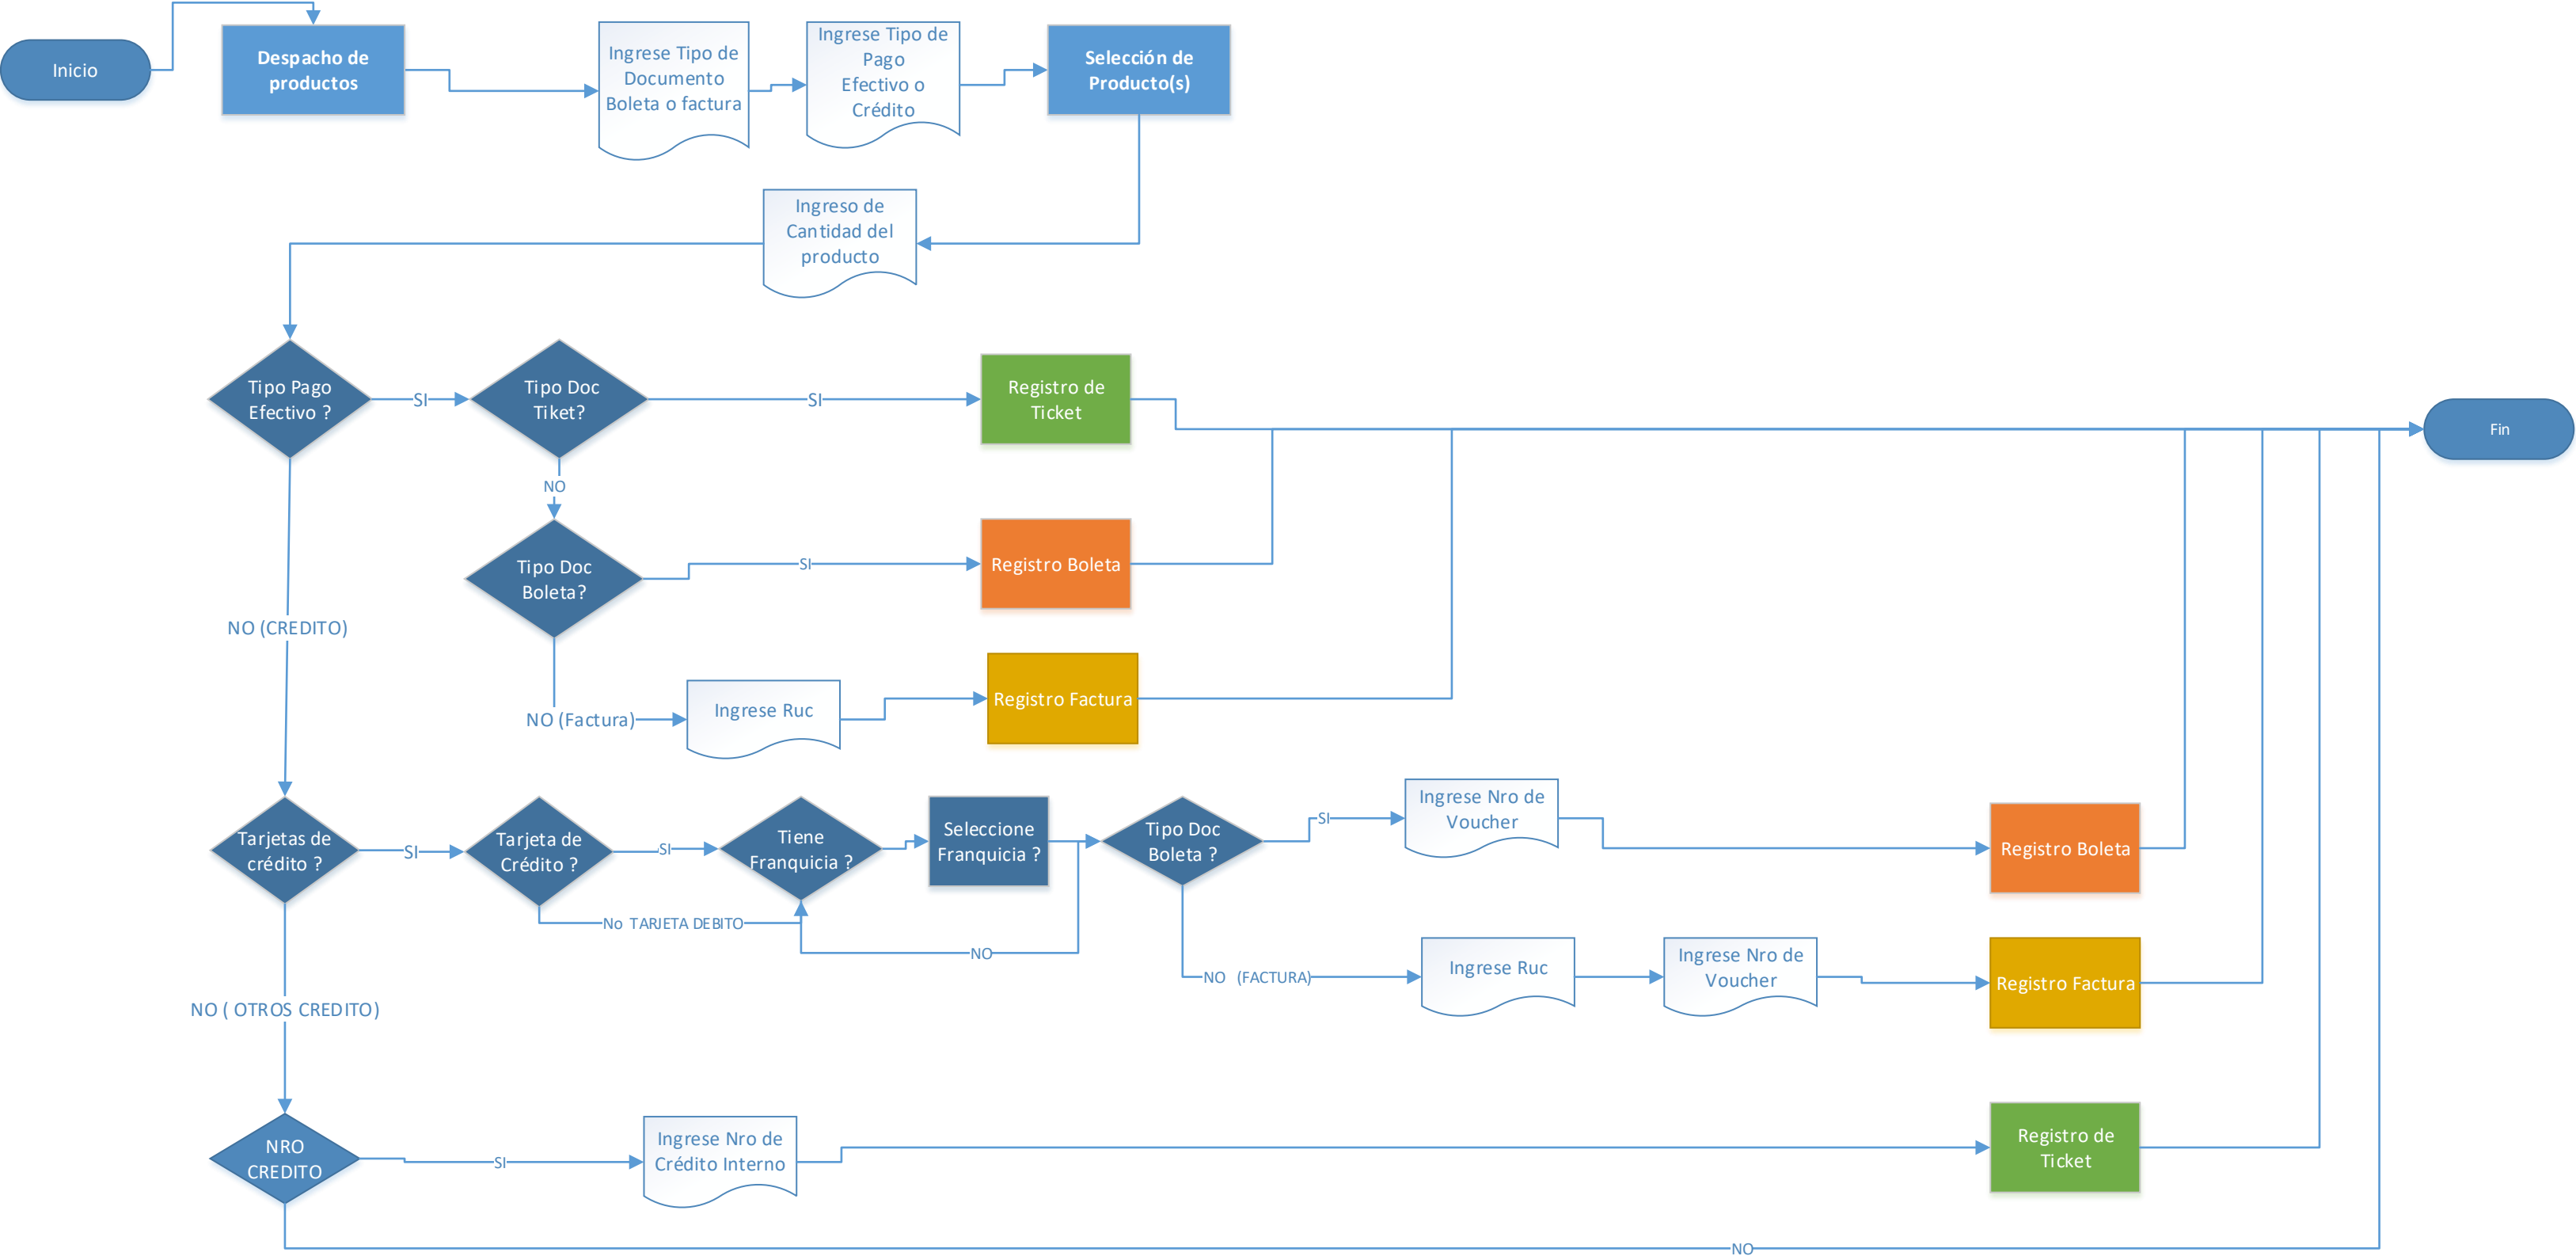 Inicio
Despacho de
productos
Ingrese Tipo de
Documento
Boleta o factura
Ingrese Tipo de
Pago
Efectivo o
Crédito
Selección de
Producto(s)
Ingreso de
Cantidad del
producto
Tipo Pago
Efectivo ?
SI
Tipo Doc
Tiket?
SI
Registro de
Ticket
Fin
NO
Tipo Doc
Boleta?
SI
Registro Boleta
NO (CREDITO)
NO (Factura)
Ingrese Ruc
Registro Factura
Tarjetas de
crédito ?
SI
Tarjeta de
Crédito ?
SI
Tiene
Franquicia ?
Seleccione
Franquicia ?
Tipo Doc
Boleta ?
SI
Ingrese Nro de
Voucher
Registro Boleta
No TARJETA DEBITO
NO
NO (FACTURA)
Ingrese Ruc
Ingrese Nro de
Voucher
Registro Factura
NO ( OTROS CREDITO)
NRO
CREDITO
SI
Ingrese Nro de
Crédito Interno
Registro de
Ticket
NO